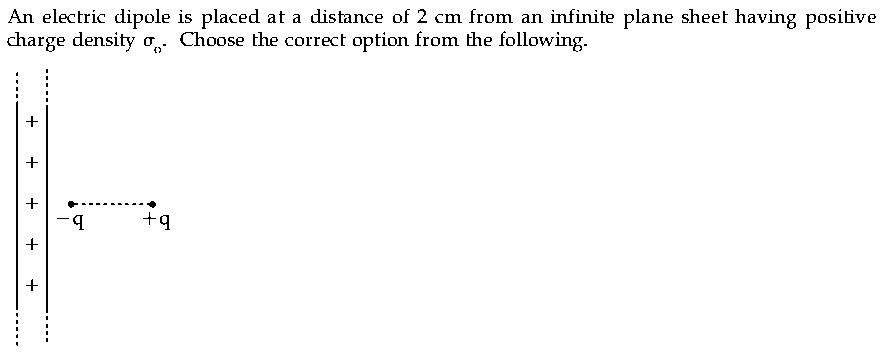 An electric dipole is placed at a distance of 2 cm from an infinite plane sheet having positive
charge density σₒ. Choose the correct option from the following.
+
+
+
−q +q
+
+